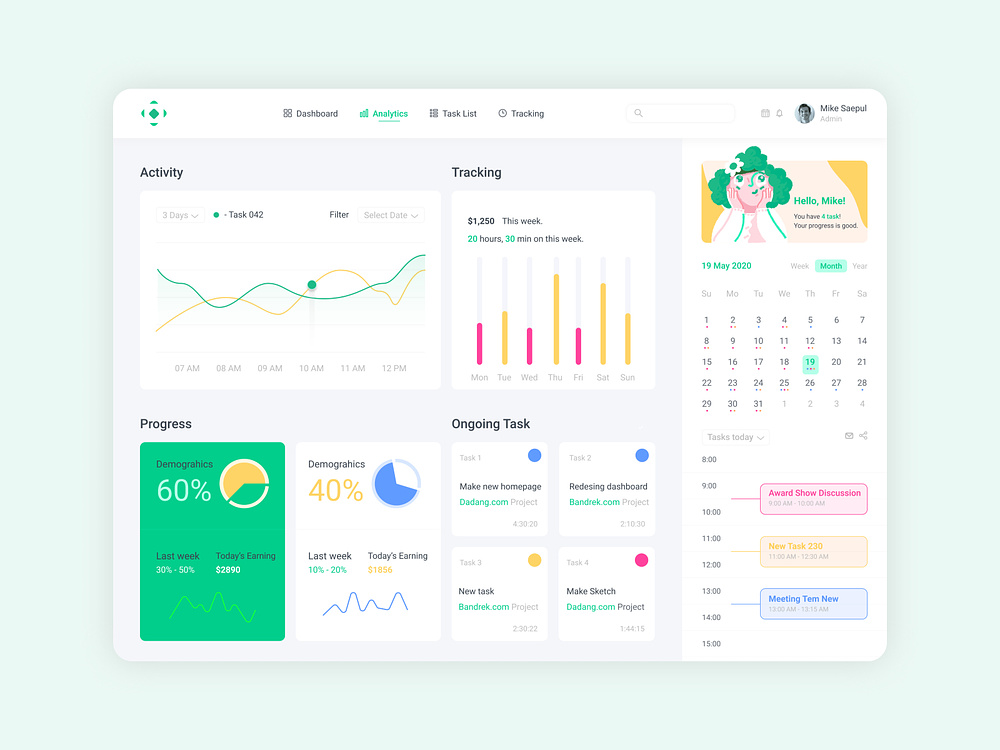 Dashboard
Analytics
Task List
Tracking
Mike Saepul
Admin
Activity
3 Days
- Task 042
Filter
Select Date
07 AM 08 AM 09 AM 10 AM 11 AM 12 PM
Tracking
$1,250 This week.
20 hours, 30 min on this week.
Mon Tue Wed Thu Fri Sat Sun
Progress
Demograhics
60%
Last week
30% - 50%
Today's Earning
$2890
Demograhics
40%
Last week
10% - 20%
Today's Earning
$1856
Ongoing Task
Task 1
Make new homepage
Dadang.com Project
4:30:20
Task 2
Redesing dashboard
Bandrek.com Project
2:10:30
Task 3
New task
Bandrek.com Project
2:30:22
Task 4
Make Sketch
Dadang.com Project
1:44:15
Hello, Mike!
You have 4 task!
Your progress is good.
19 May 2020
Week Month Year
Su Mo Tu We Th Fr Sa
1 2 3 4 5 6 7
8 9 10 11 12 13 14
15 16 17 18 19 20 21
22 23 24 25 26 27 28
29 30 31 1 2 3 4
Tasks today
8:00
9:00
Award Show Discussion
9:00 AM - 10:00 AM
10:00
11:00
New Task 230
11:00 AM - 12:30 AM
12:00
13:00
Meeting Tem New
13:00 AM - 13:15 AM
14:00
15:00